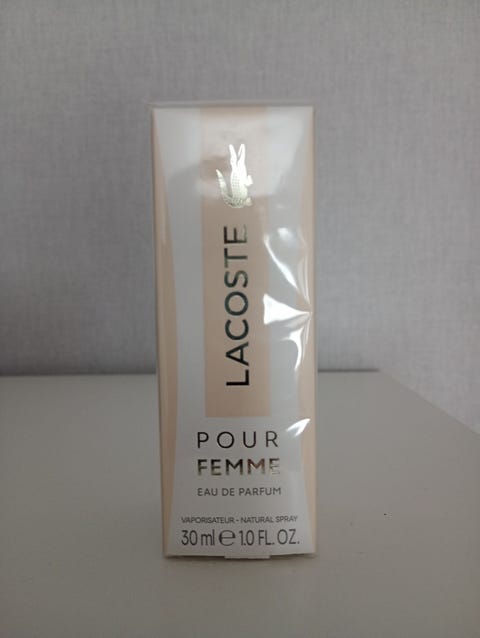 LACOSTE
POUR
FEMME
EAU DE PARFUM
VAPORISATEUR - NATURAL SPRAY
30 ml ℮ 1.0 FL. OZ.